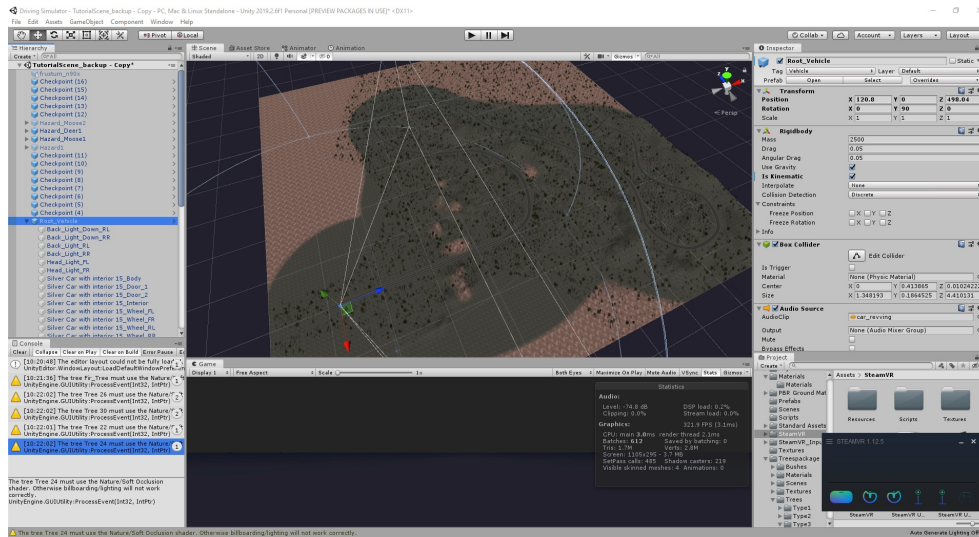 Driving Simulator - TutorialScene_backup - Copy - PC, Mac & Linux Standalone - Unity 2019.2.6f1 Personal [PREVIEW PACKAGES IN USE]* <DX11>
File Edit Assets GameObject Component Window Help
Pivot Local
Collab Account Layers Layout
Hierarchy
Create
TutorialScene_backup - Copy*
frustum_n90s
Checkpoint (16)
Checkpoint (15)
Checkpoint (14)
Checkpoint (13)
Checkpoint (12)
Hazard_Moose2
Hazard_Deer1
Hazard_Moose1
Hazard1
Checkpoint (11)
Checkpoint (10)
Checkpoint (9)
Checkpoint (8)
Checkpoint (7)
Checkpoint (6)
Checkpoint (5)
Checkpoint (4)
Root_Vehicle
Back_Light_Down_RL
Back_Light_Down_RR
Back_Light_RL
Back_Light_RR
Head_Light_FL
Head_Light_FR
Silver Car with interior 15_Body
Silver Car with interior 15_Door_1
Silver Car with interior 15_Door_2
Silver Car with interior 15_Interior
Silver Car with interior 15_Wheel_FL
Silver Car with interior 15_Wheel_FR
Silver Car with interior 15_Wheel_RL
Silver Car with interior 15_Wheel_RR
Console
Clear Collapse Clear on Play Clear on Build Error Pause
[10:20:48] The editor layout could not be fully loa
UnityEditor.WindowLayout:LoadDefaultWindowPref
[10:21:36] The tree Fir_Tree must use the Nature/
UnityEngine.GUIUtility:ProcessEvent(Int32, IntPtr)
[10:22:02] The tree Tree 26 must use the Nature/
UnityEngine.GUIUtility:ProcessEvent(Int32, IntPtr)
[10:22:02] The tree Tree 30 must use the Nature/
UnityEngine.GUIUtility:ProcessEvent(Int32, IntPtr)
[10:22:01] The tree Tree 22 must use the Nature/
UnityEngine.GUIUtility:ProcessEvent(Int32, IntPtr)
[10:22:02] The tree Tree 24 must use the Nature/
UnityEngine.GUIUtility:ProcessEvent(Int32, IntPtr)
The tree Tree 24 must use the Nature/Soft Occlusion
shader. Otherwise billboarding/lighting will not work
correctly.
UnityEngine.GUIUtility:ProcessEvent(Int32, IntPtr)
Scene Asset Store Animator Animation
Shaded 2D Gizmos
Persp
Game
Display 1 Free Aspect Scale 1x Both Eyes Maximize On Play Mute Audio VSync Stats Gizmos
Statistics
Audio:
Level: -74.8 dB DSP load: 0.2%
Clipping: 0.0% Stream load: 0.0%
Graphics: 321.9 FPS (3.1ms)
CPU: main 3.0ms render thread 2.1ms
Batches: 612 Saved by batching: 0
Tris: 1.7M Verts: 2.8M
Screen: 1105x295 - 3.7 MB
SetPass calls: 485 Shadow casters: 219
Visible skinned meshes: 4 Animations: 0
Inspector
Root_Vehicle Static
Tag Vehicle Layer Default
Prefab Open Select Overrides
Transform
Position X 120.8 Y 0 Z 498.04
Rotation X 0 Y 90 Z 0
Scale X 1 Y 1 Z 1
Rigidbody
Mass 2500
Drag 0.05
Angular Drag 0.05
Use Gravity
Is Kinematic
Interpolate None
Collision Detection Discrete
Constraints
Freeze Position X Y Z
Freeze Rotation X Y Z
Info
Box Collider
Edit Collider
Is Trigger
Material None (Physic Material)
Center X 0 Y 0.413865 Z 0.0102422
Size X 1.348193 Y 0.1864525 Z 4.410131
Audio Source
AudioClip car_revving
Output None (Audio Mixer Group)
Mute
Bypass Effects
Project
Create
Materials
Materials
PBR Ground Mat
Prefabs
Scenes
Scripts
Standard Assets
SteamVR
SteamVR_Inpu
Textures
Treespackage
Bushes
Materials
Scenes
Textures
Trees
Type1
Type2
Type3
Assets > SteamVR
Resources Scripts Textures
STEAMVR 1.12.5
SteamVR SteamVR U... SteamVR U...
The tree Tree 24 must use the Nature/Soft Occlusion shader. Otherwise billboarding/lighting will not work correctly.
Auto Generate Lighting Off